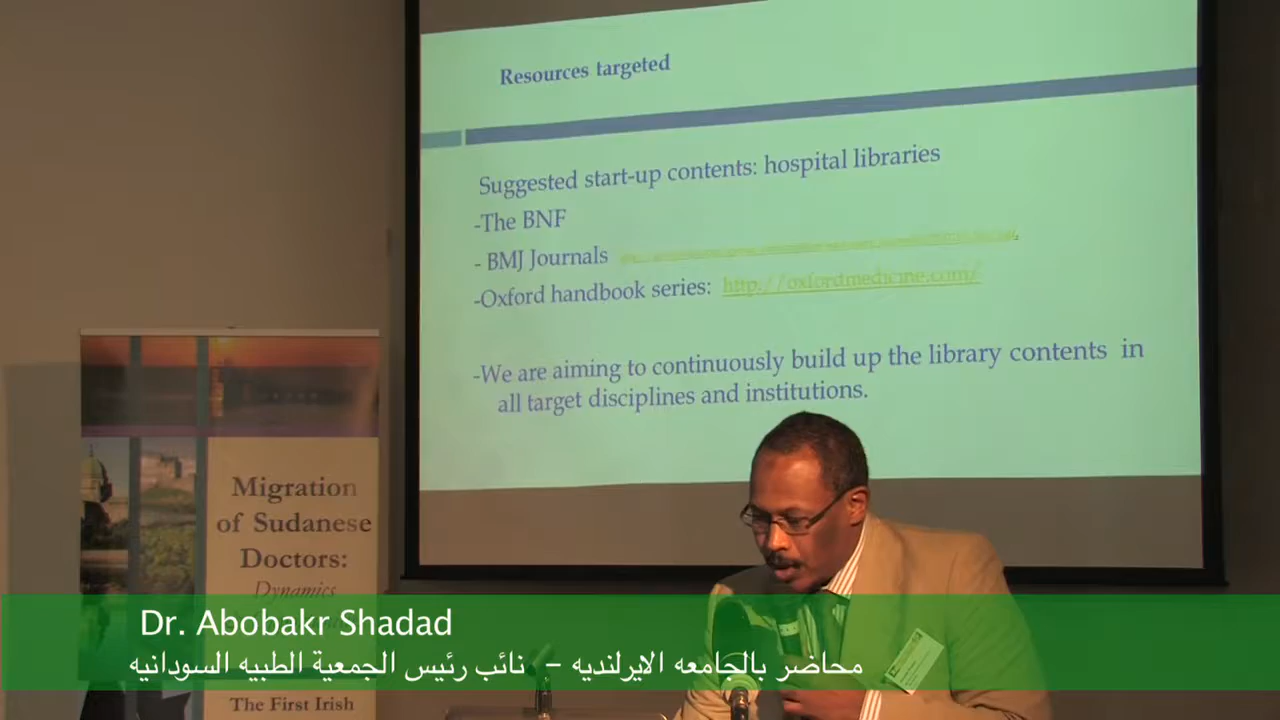 Resources targeted
Suggested start-up contents: hospital libraries
-The BNF
- BMJ Journals
-Oxford handbook series: http://oxfordmedicine.com/
-We are aiming to continuously build up the library contents in
all target disciplines and institutions.
Migration
of Sudanese
Doctors:
Dynamics
Dr. Abobakr Shadad
محاضر بالجامعه الايرلنديه - نائب رئيس الجمعية الطبيه السودانيه
The First Irish